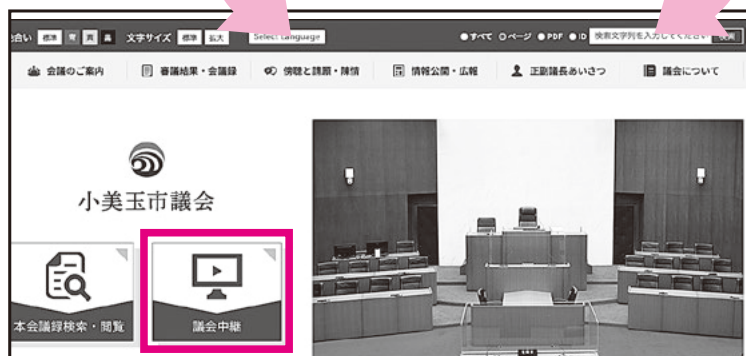 色合い 標準 青 黄 黒 文字サイズ 標準 拡大 Select Language すべて ページ PDF ID 検索文字列を入力してください 検索
会議のご案内 審議結果・会議録 傍聴と請願・陳情 情報公開・広報 正副議長あいさつ 議会について
小美玉市議会
本会議録検索・閲覧 議会中継